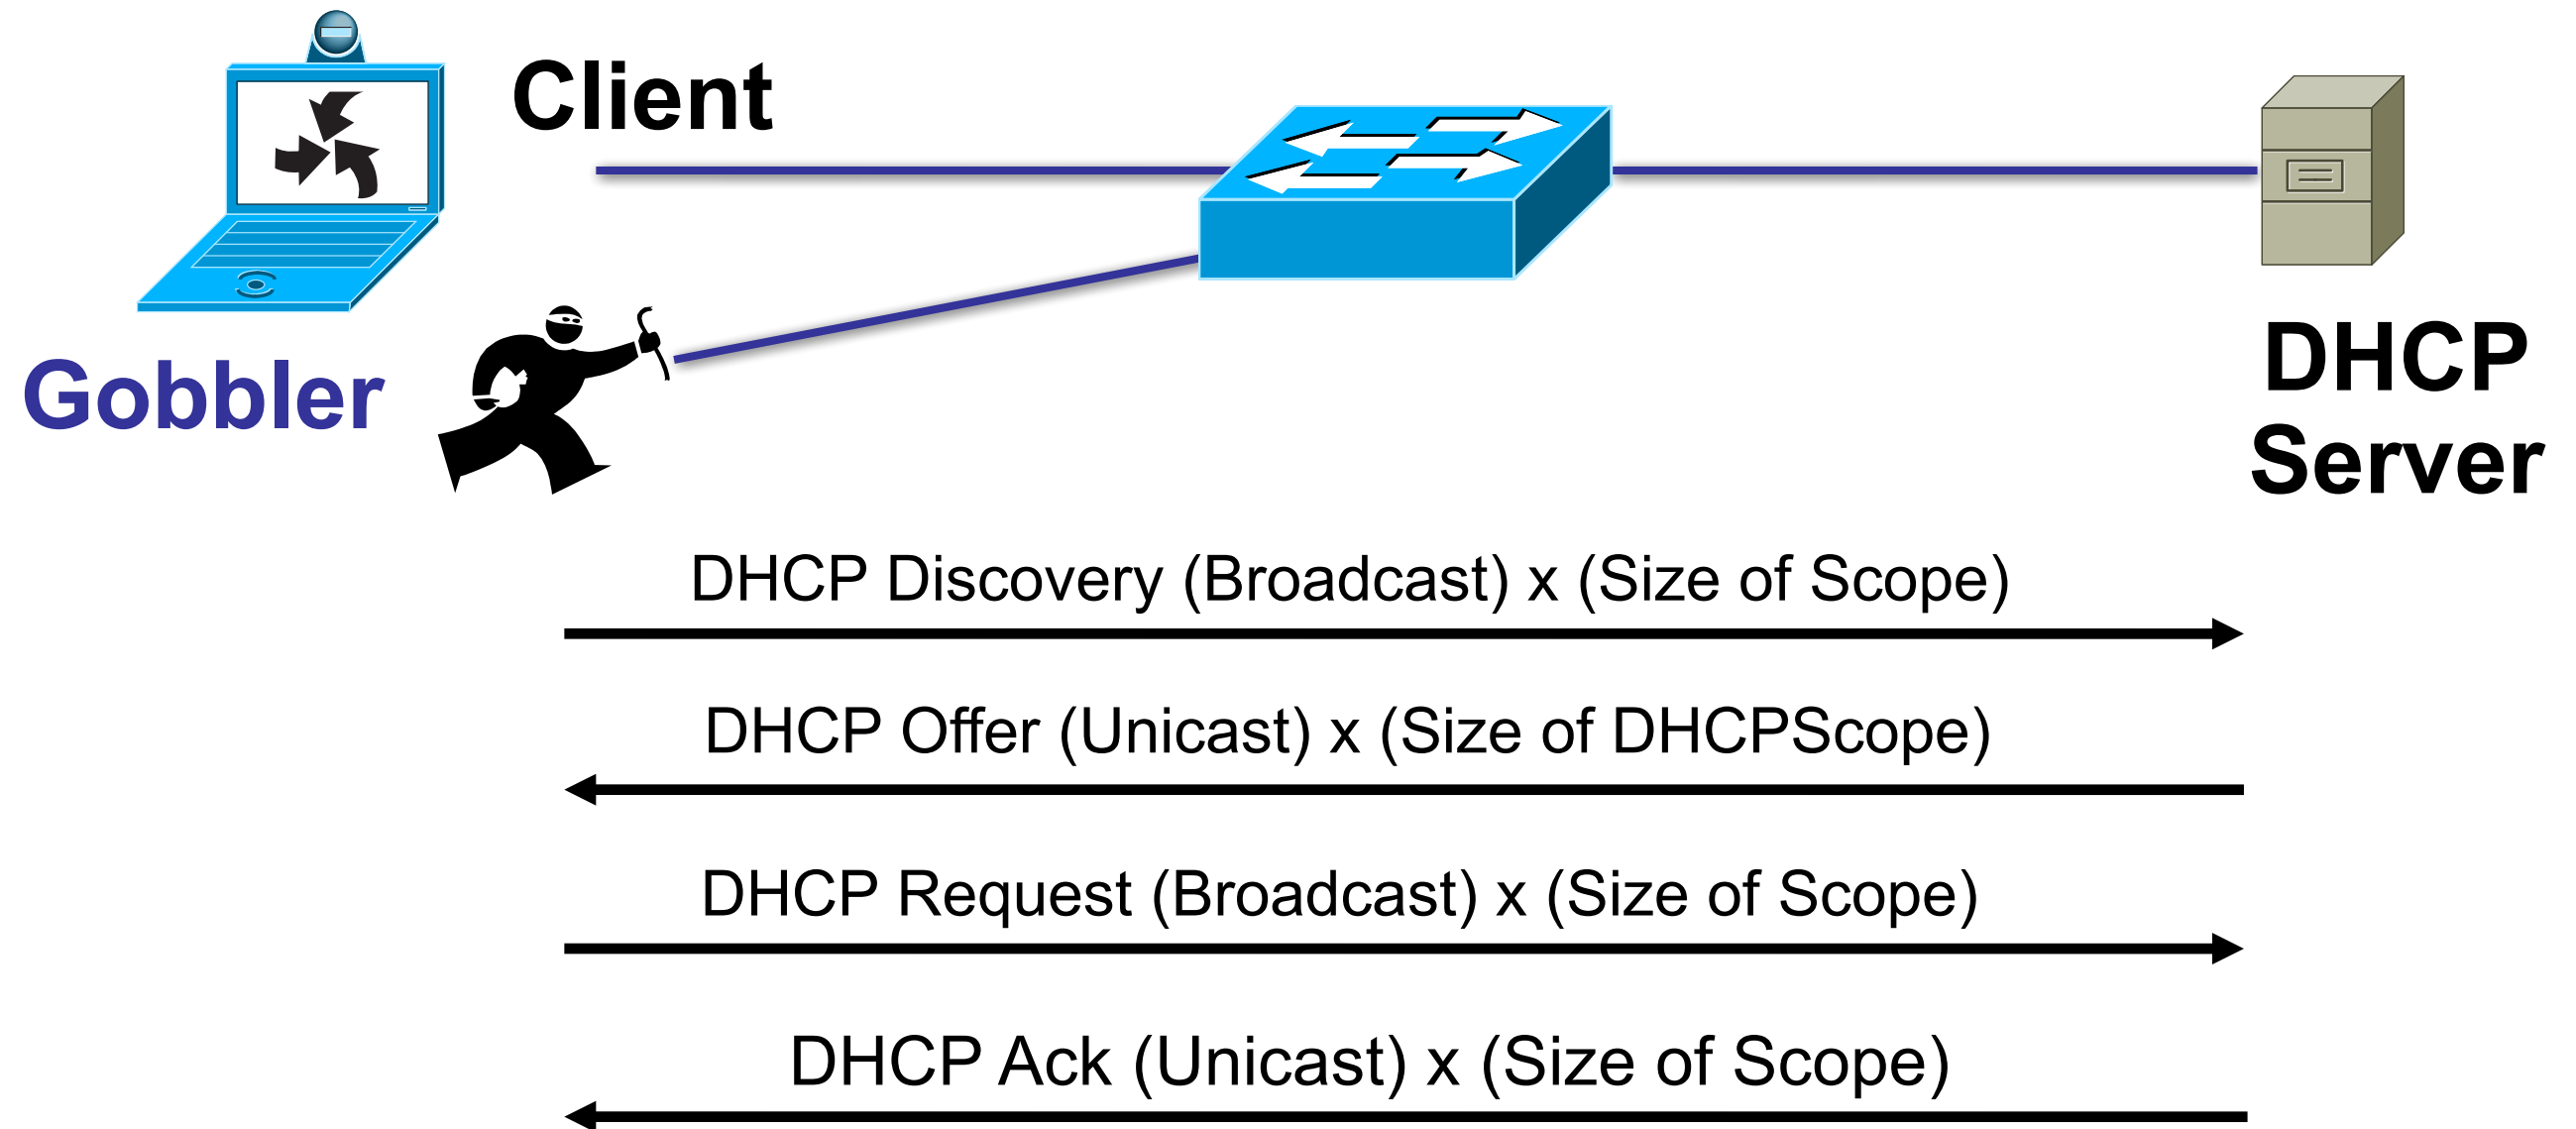 Client
Gobbler
DHCP
Server
DHCP Discovery (Broadcast) x (Size of Scope)
DHCP Offer (Unicast) x (Size of DHCPScope)
DHCP Request (Broadcast) x (Size of Scope)
DHCP Ack (Unicast) x (Size of Scope)